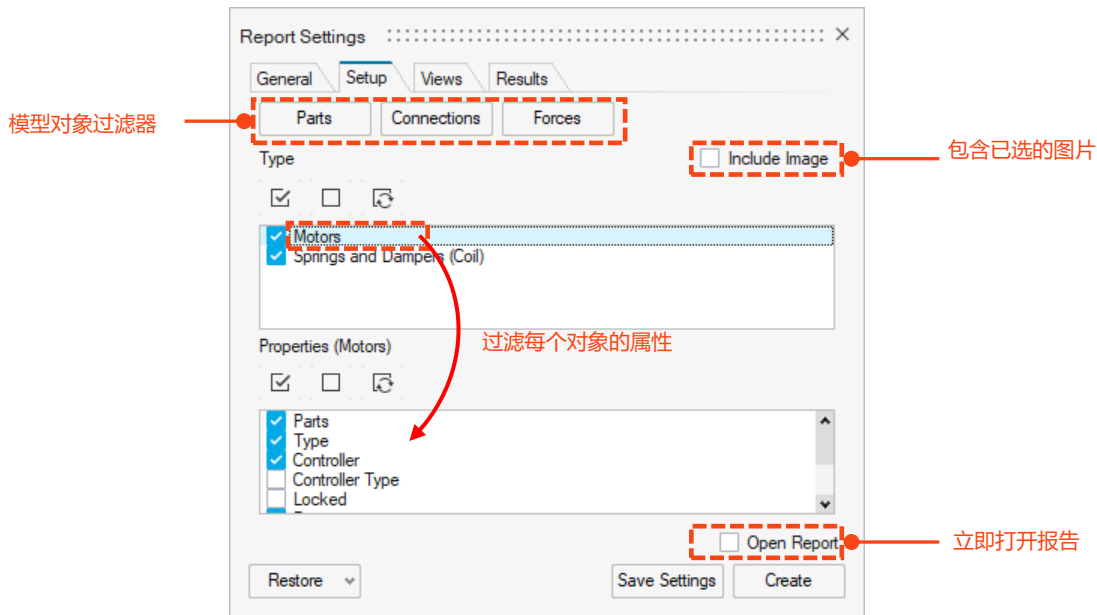 Report Settings
General Setup Views Results
模型对象过滤器
Parts Connections Forces
Type
Include Image
包含已选的图片
Motors
Springs and Dampers (Coil)
过滤每个对象的属性
Properties (Motors)
Parts
Type
Controller
Controller Type
Locked
Open Report
立即打开报告
Restore
Save Settings
Create